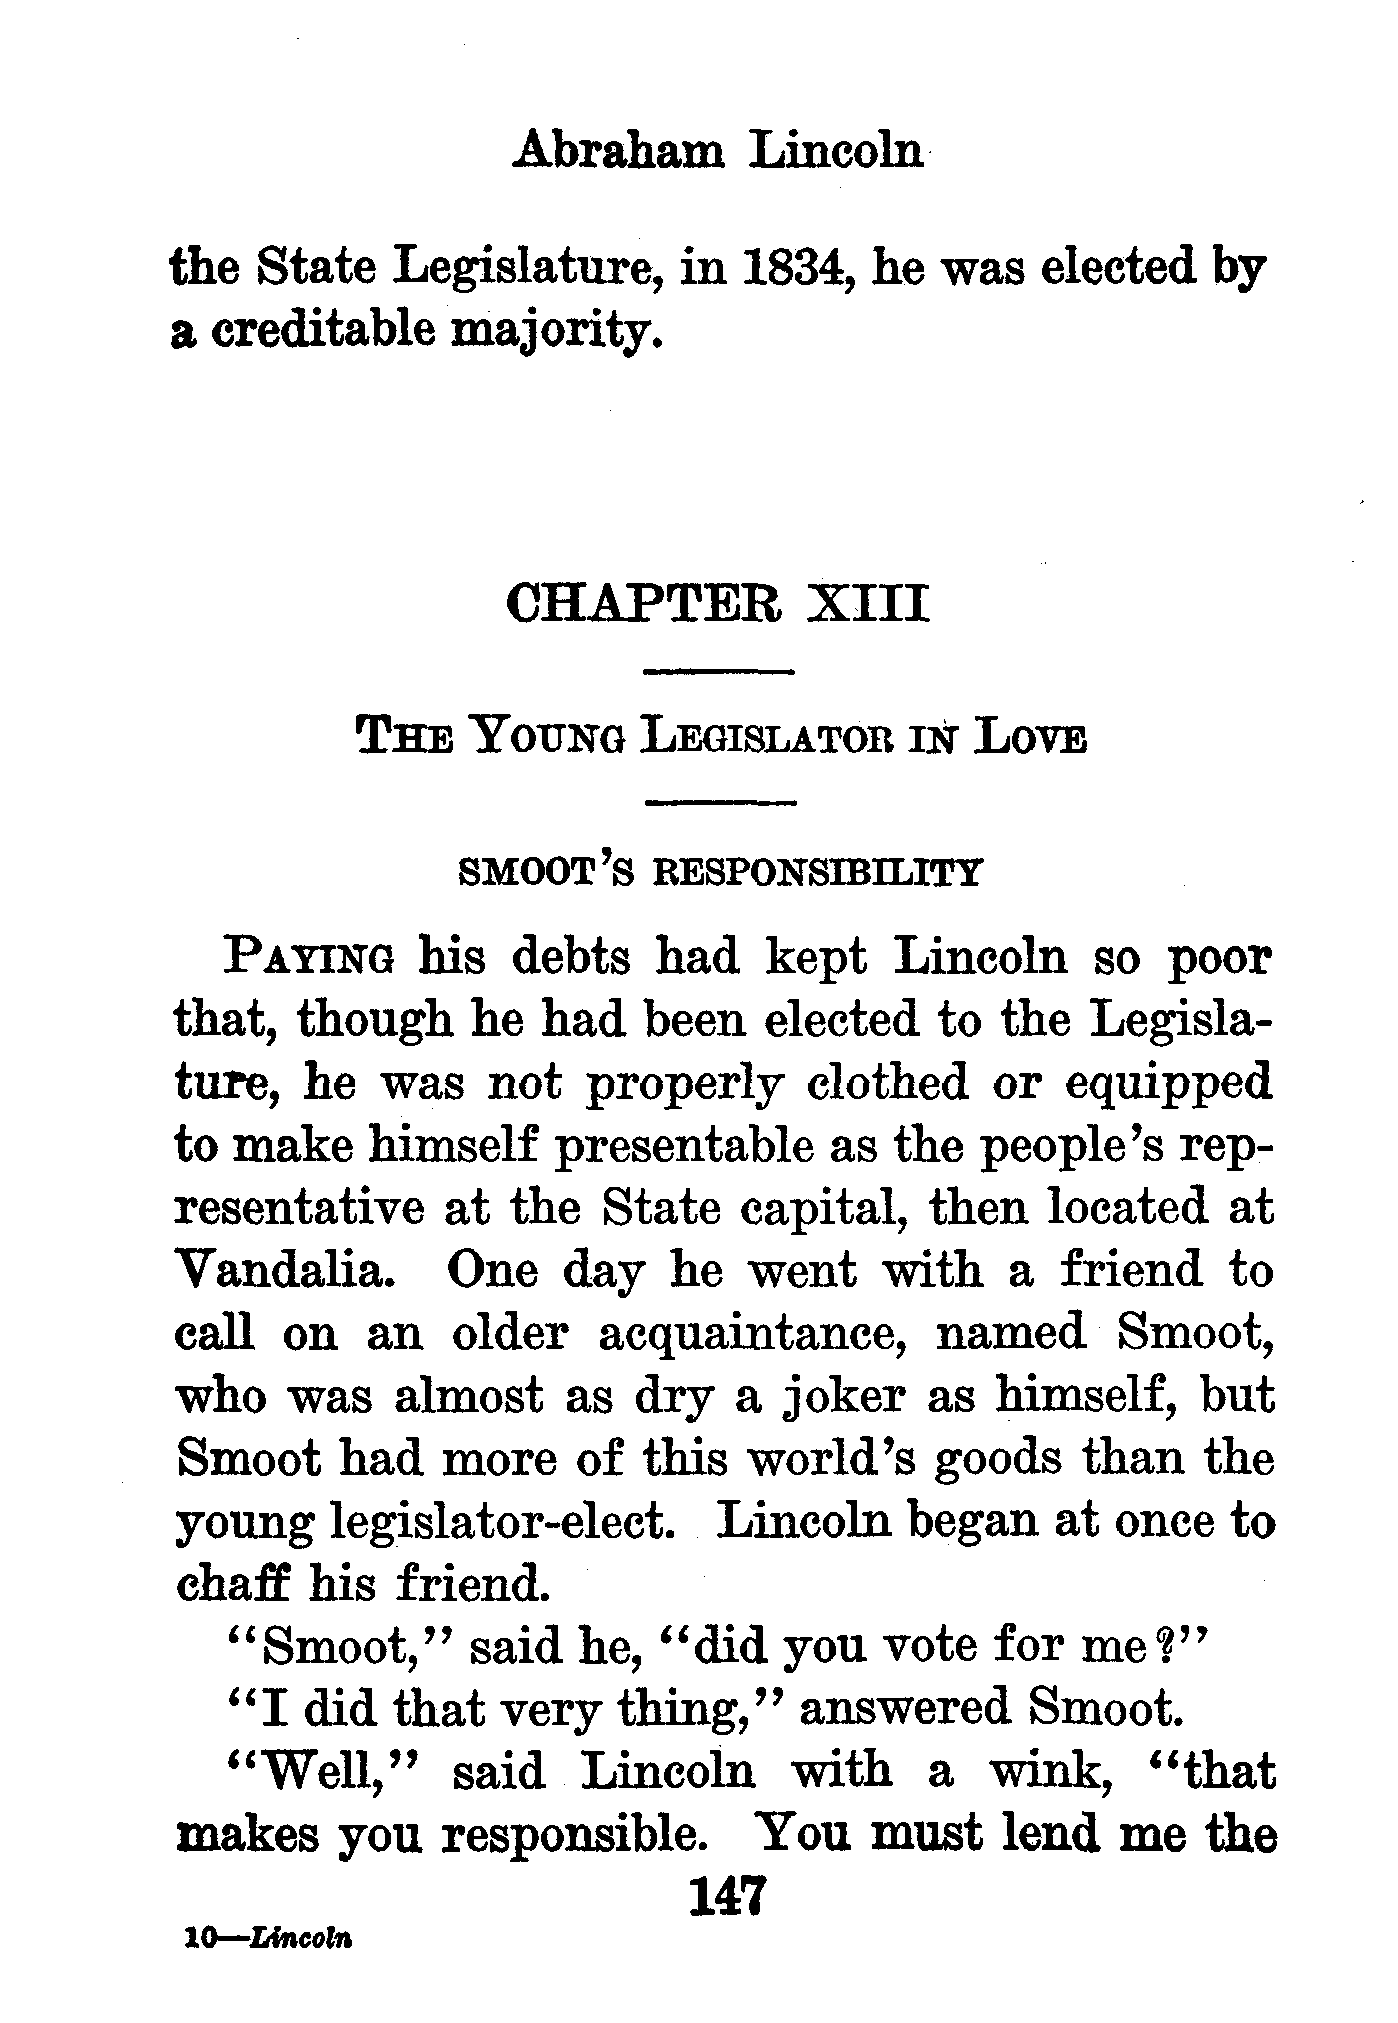 Abraham Lincoln
the State Legislature, in 1834, he was elected by
a creditable majority.
CHAPTER XIII
The Young Legislator in Love
SMOOT'S RESPONSIBILITY
Paying his debts had kept Lincoln so poor
that, though he had been elected to the Legisla-
ture, he was not properly clothed or equipped
to make himself presentable as the people's rep-
resentative at the State capital, then located at
Vandalia. One day he went with a friend to
call on an older acquaintance, named Smoot,
who was almost as dry a joker as himself, but
Smoot had more of this world's goods than the
young legislator-elect. Lincoln began at once to
chaff his friend.
"Smoot," said he, "did you vote for me?"
"I did that very thing," answered Smoot.
"Well," said Lincoln with a wink, "that
makes you responsible. You must lend me the
147
10—Lincoln